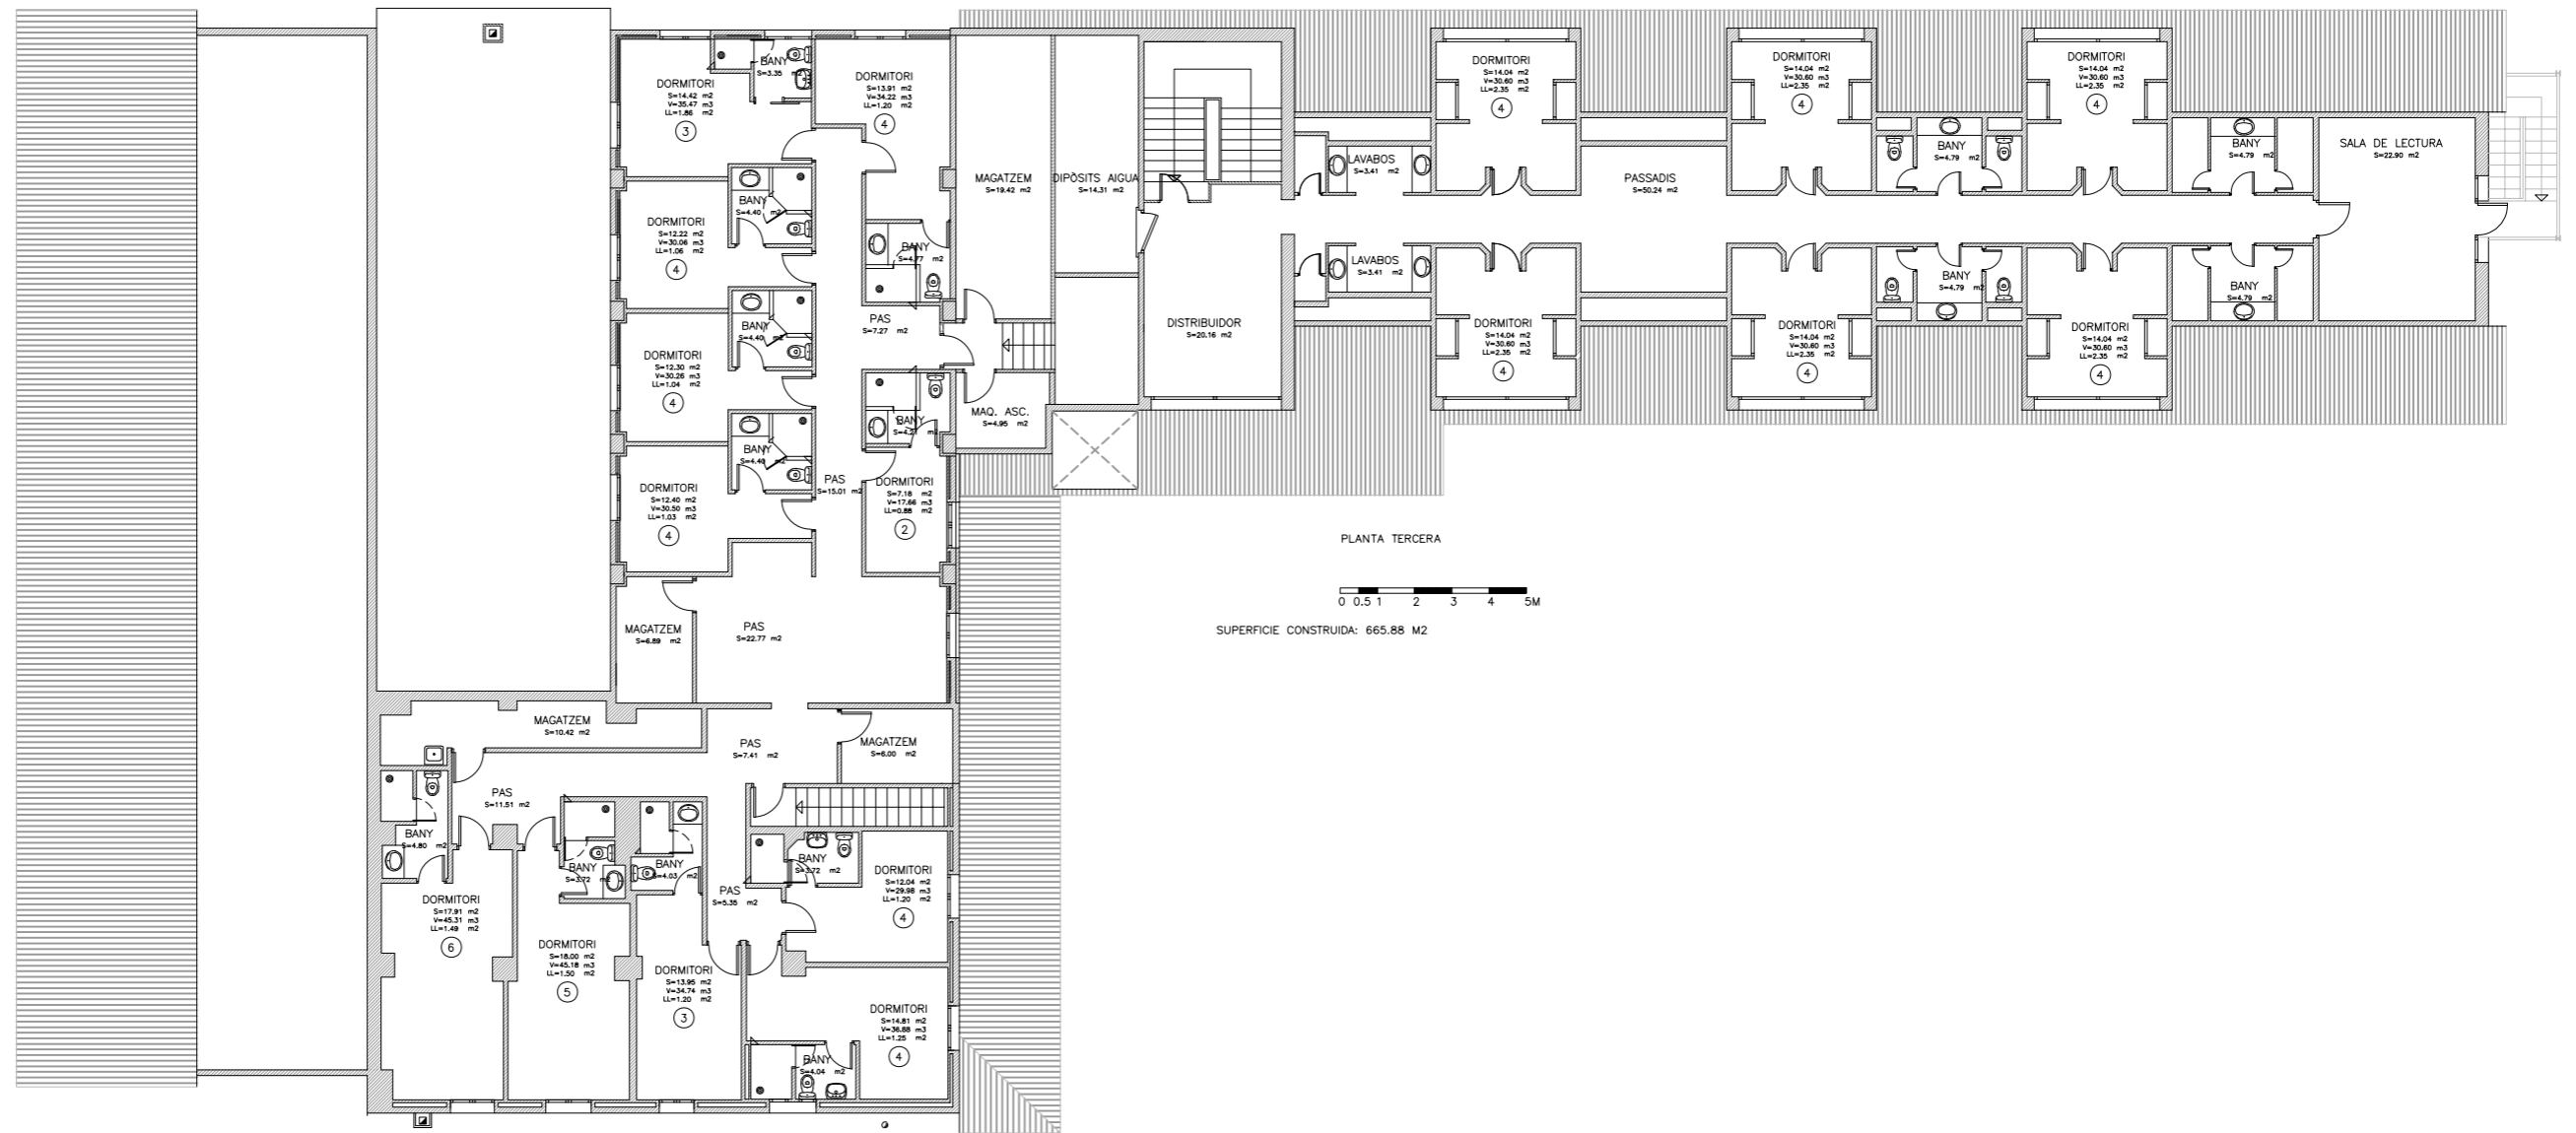 DORMITORI
S=14.42 m2
V=35.47 m3
LL=1.86 m2
3
BANY
S=3.35 m2
DORMITORI
S=13.91 m2
V=34.22 m3
LL=1.20 m2
4
BANY
S=4.40 m2
DORMITORI
S=12.22 m2
V=30.06 m3
LL=1.06 m2
4
BANY
S=4.77 m2
BANY
S=4.40 m2
DORMITORI
S=12.30 m2
V=30.26 m3
LL=1.04 m2
4
PAS
S=7.27 m2
BANY
S=4.40 m2
DORMITORI
S=12.40 m2
V=30.50 m3
LL=1.03 m2
4
BANY
PAS
S=15.01 m2
DORMITORI
S=7.18 m2
V=17.66 m3
LL=0.88 m2
2
MAGATZEM
S=19.42 m2
DIPÒSITS AIGUA
S=14.31 m2
MAQ. ASC.
S=4.95 m2
DISTRIBUIDOR
S=20.16 m2
LAVABOS
S=3.41 m2
LAVABOS
S=3.41 m2
DORMITORI
S=14.04 m2
V=30.60 m3
LL=2.35 m2
4
PASSADIS
S=50.24 m2
DORMITORI
S=14.04 m2
V=30.60 m3
LL=2.35 m2
4
BANY
S=4.79 m2
DORMITORI
S=14.04 m2
V=30.60 m3
LL=2.35 m2
4
BANY
S=4.79 m2
SALA DE LECTURA
S=22.90 m2
DORMITORI
S=14.04 m2
V=30.60 m3
LL=2.35 m2
4
DORMITORI
S=14.04 m2
V=30.60 m3
LL=2.35 m2
4
BANY
S=4.79 m2
DORMITORI
S=14.04 m2
V=30.60 m3
LL=2.35 m2
4
BANY
S=4.79 m2
PLANTA TERCERA
0 0.5 1 2 3 4 5M
SUPERFICIE CONSTRUIDA: 665.88 M2
MAGATZEM
S=6.89 m2
PAS
S=22.77 m2
MAGATZEM
S=10.42 m2
PAS
S=7.41 m2
MAGATZEM
S=6.00 m2
PAS
S=11.51 m2
BANY
S=4.80 m2
BANY
S=3.72 m2
BANY
S=4.03 m2
PAS
S=5.35 m2
BANY
S=3.72 m2
DORMITORI
S=12.04 m2
V=29.98 m3
LL=1.20 m2
4
DORMITORI
S=17.91 m2
V=45.31 m3
LL=1.49 m2
6
DORMITORI
S=18.00 m2
V=45.18 m3
LL=1.50 m2
5
DORMITORI
S=13.95 m2
V=34.74 m3
LL=1.20 m2
3
DORMITORI
S=14.81 m2
V=36.88 m3
LL=1.25 m2
4
BANY
S=4.04 m2